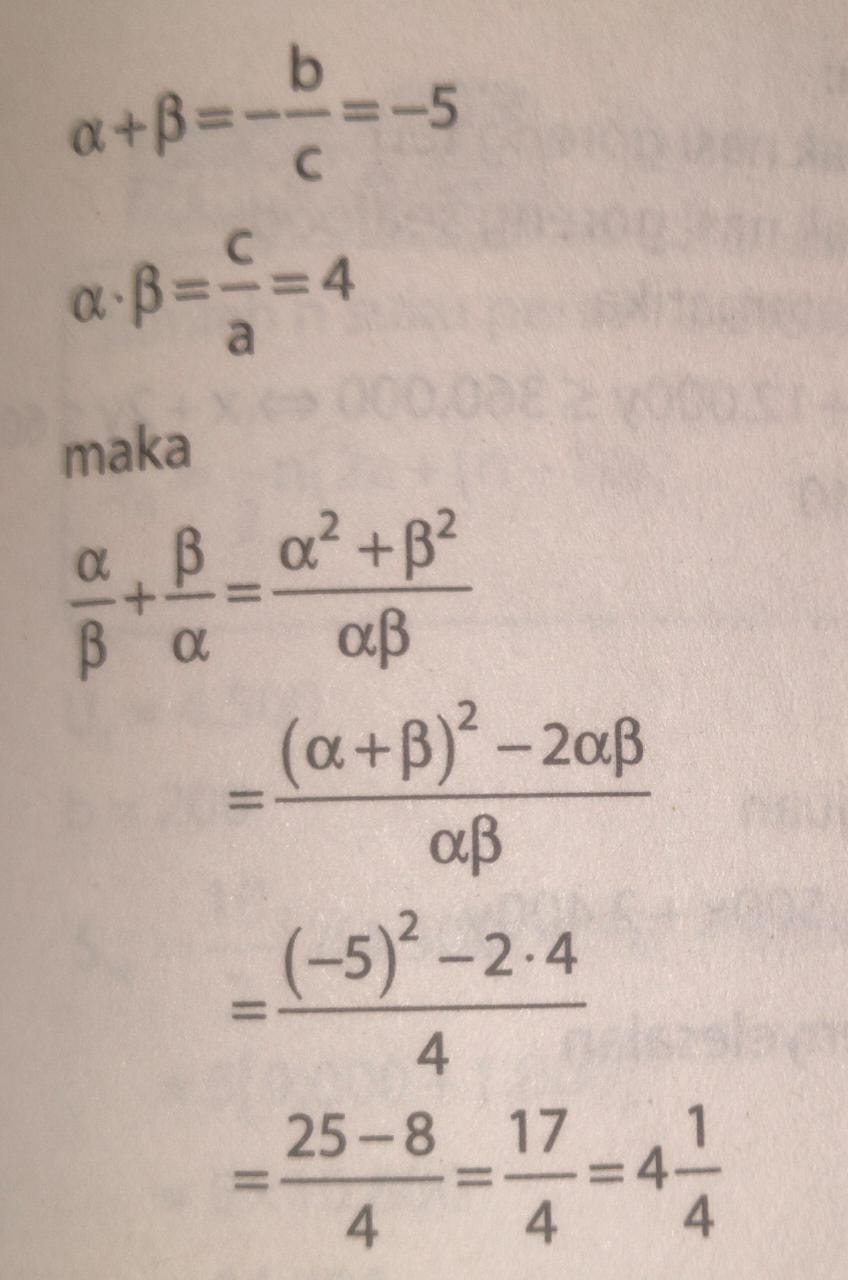 α + β = −b/c = −5
α · β = c/a = 4
maka
α/β + β/α = (α² + β²)/αβ
= ((α + β)² − 2αβ)/αβ
= ((−5)² − 2 · 4)/4
= (25 − 8)/4 = 17/4 = 4 1/4